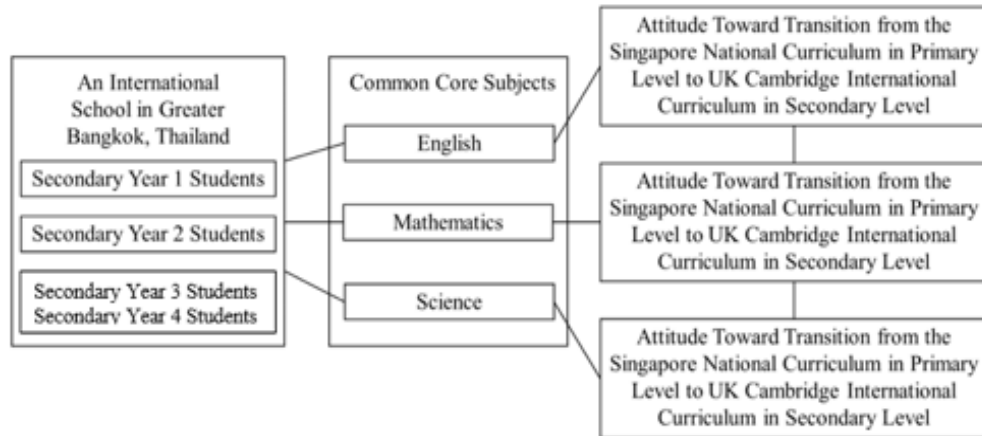 An International
School in Greater
Bangkok, Thailand
Secondary Year 1 Students
Secondary Year 2 Students
Secondary Year 3 Students
Secondary Year 4 Students
Common Core Subjects
English
Mathematics
Science
Attitude Toward Transition from the
Singapore National Curriculum in Primary
Level to UK Cambridge International
Curriculum in Secondary Level
Attitude Toward Transition from the
Singapore National Curriculum in Primary
Level to UK Cambridge International
Curriculum in Secondary Level
Attitude Toward Transition from the
Singapore National Curriculum in Primary
Level to UK Cambridge International
Curriculum in Secondary Level